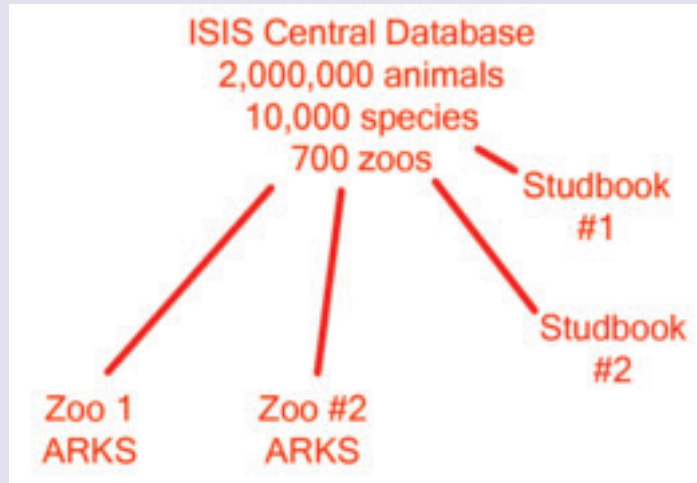 ISIS Central Database
2,000,000 animals
10,000 species
700 zoos
Studbook
#1
Studbook
#2
Zoo 1
ARKS
Zoo #2
ARKS